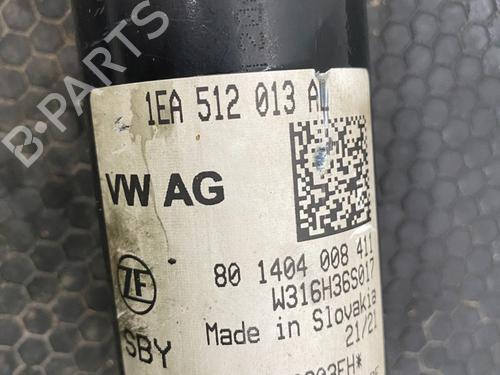 1EA 512 013 AL
VW AG
80 1404 008 411
W316H36S017
ZF
Made in Slovakia
SBY
21/21
B-Parts